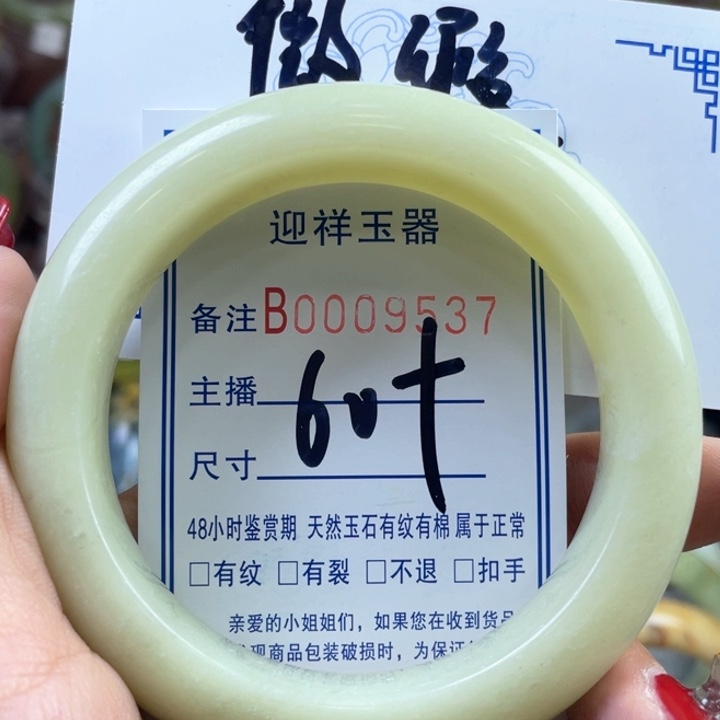 迎祥玉器
备注B0009537
主播
尺寸
60+
48小时鉴赏期 天然玉石有纹有棉 属于正常
□有纹 □有裂 □不退 □扣手
亲爱的小姐姐们，如果您在收到货品
现商品包装破损时，为保证